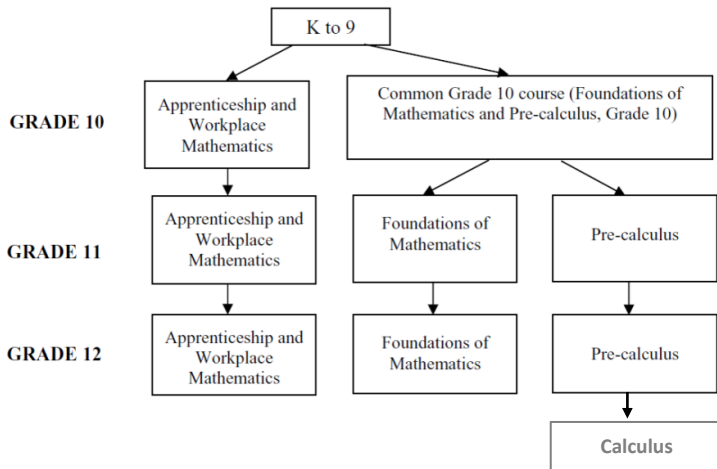 K to 9
GRADE 10
Apprenticeship and
Workplace
Mathematics
Common Grade 10 course (Foundations of
Mathematics and Pre-calculus, Grade 10)
GRADE 11
Apprenticeship and
Workplace
Mathematics
Foundations of
Mathematics
Pre-calculus
GRADE 12
Apprenticeship and
Workplace
Mathematics
Foundations of
Mathematics
Pre-calculus
Calculus